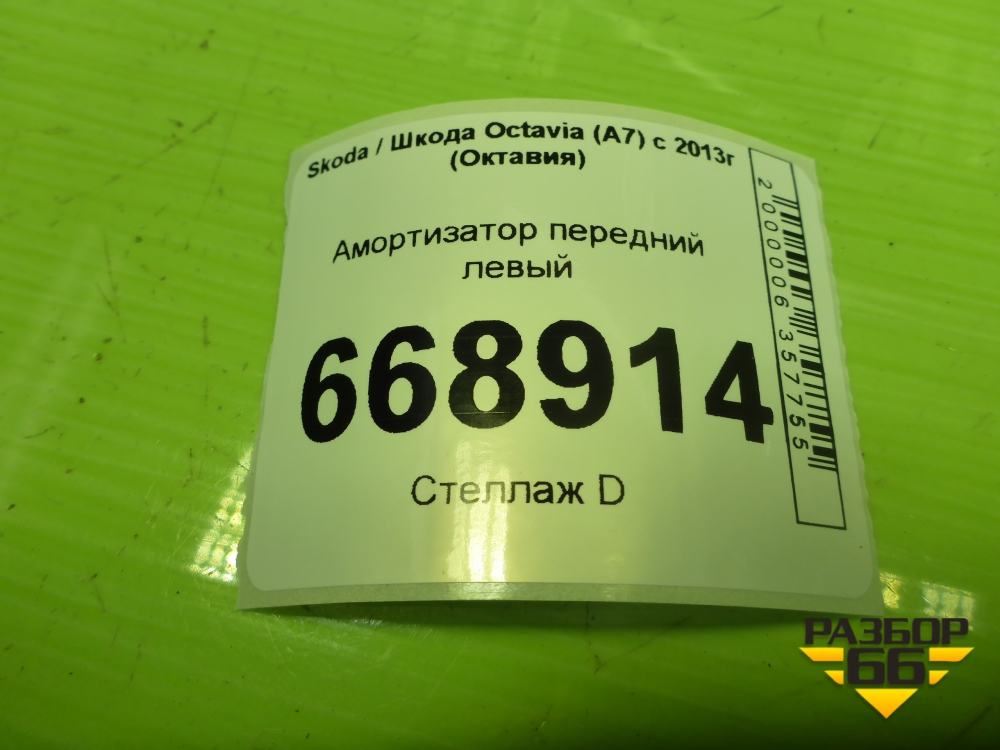 Skoda / Шкода Octavia (A7) с 2013г
(Октавия)
Амортизатор передний
левый
668914
Стеллаж D
2000006357755
РАЗБОР
66